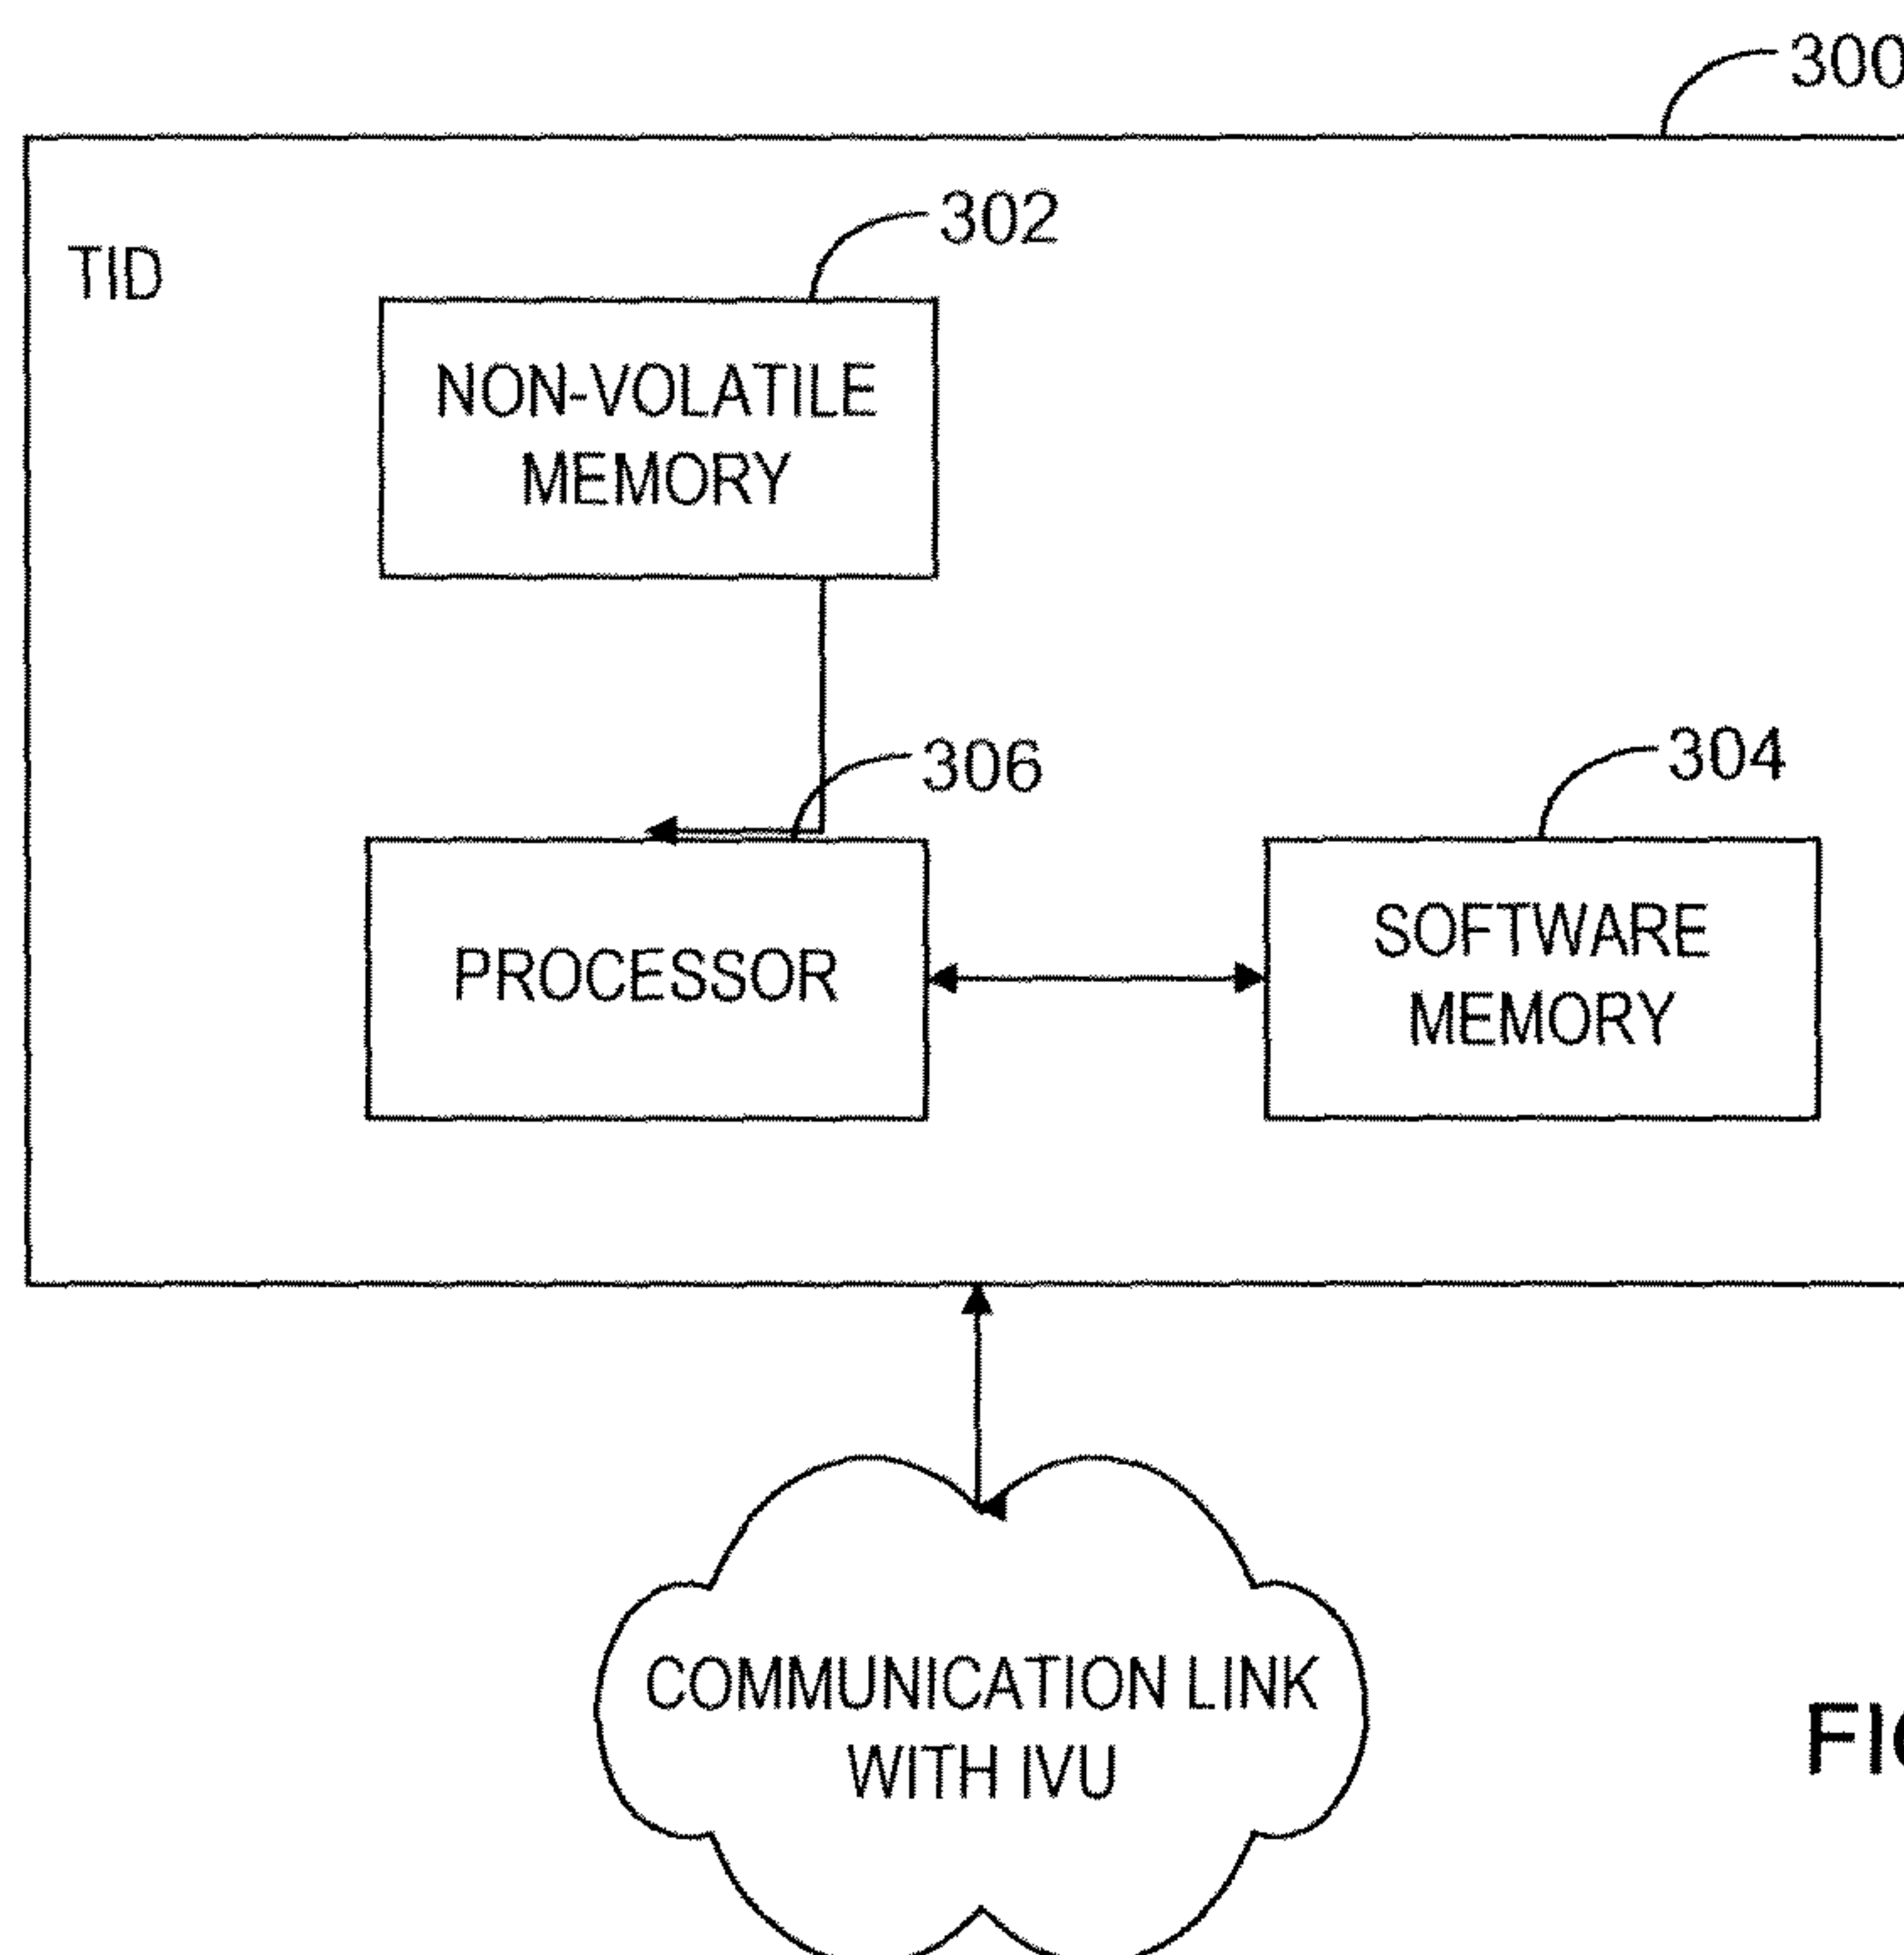 300
302
TID
NON-VOLATILE
MEMORY
306
304
PROCESSOR
SOFTWARE
MEMORY
COMMUNICATION LINK
WITH IVU